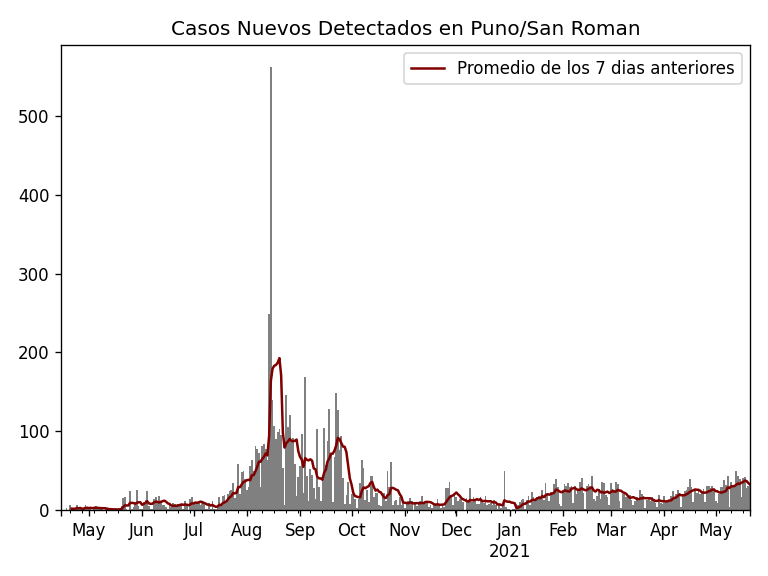 Casos Nuevos Detectados en Puno/San Roman
Promedio de los 7 dias anteriores
500
400
300
200
100
0
May Jun Jul Aug Sep Oct Nov Dec Jan Feb Mar Apr May
2021